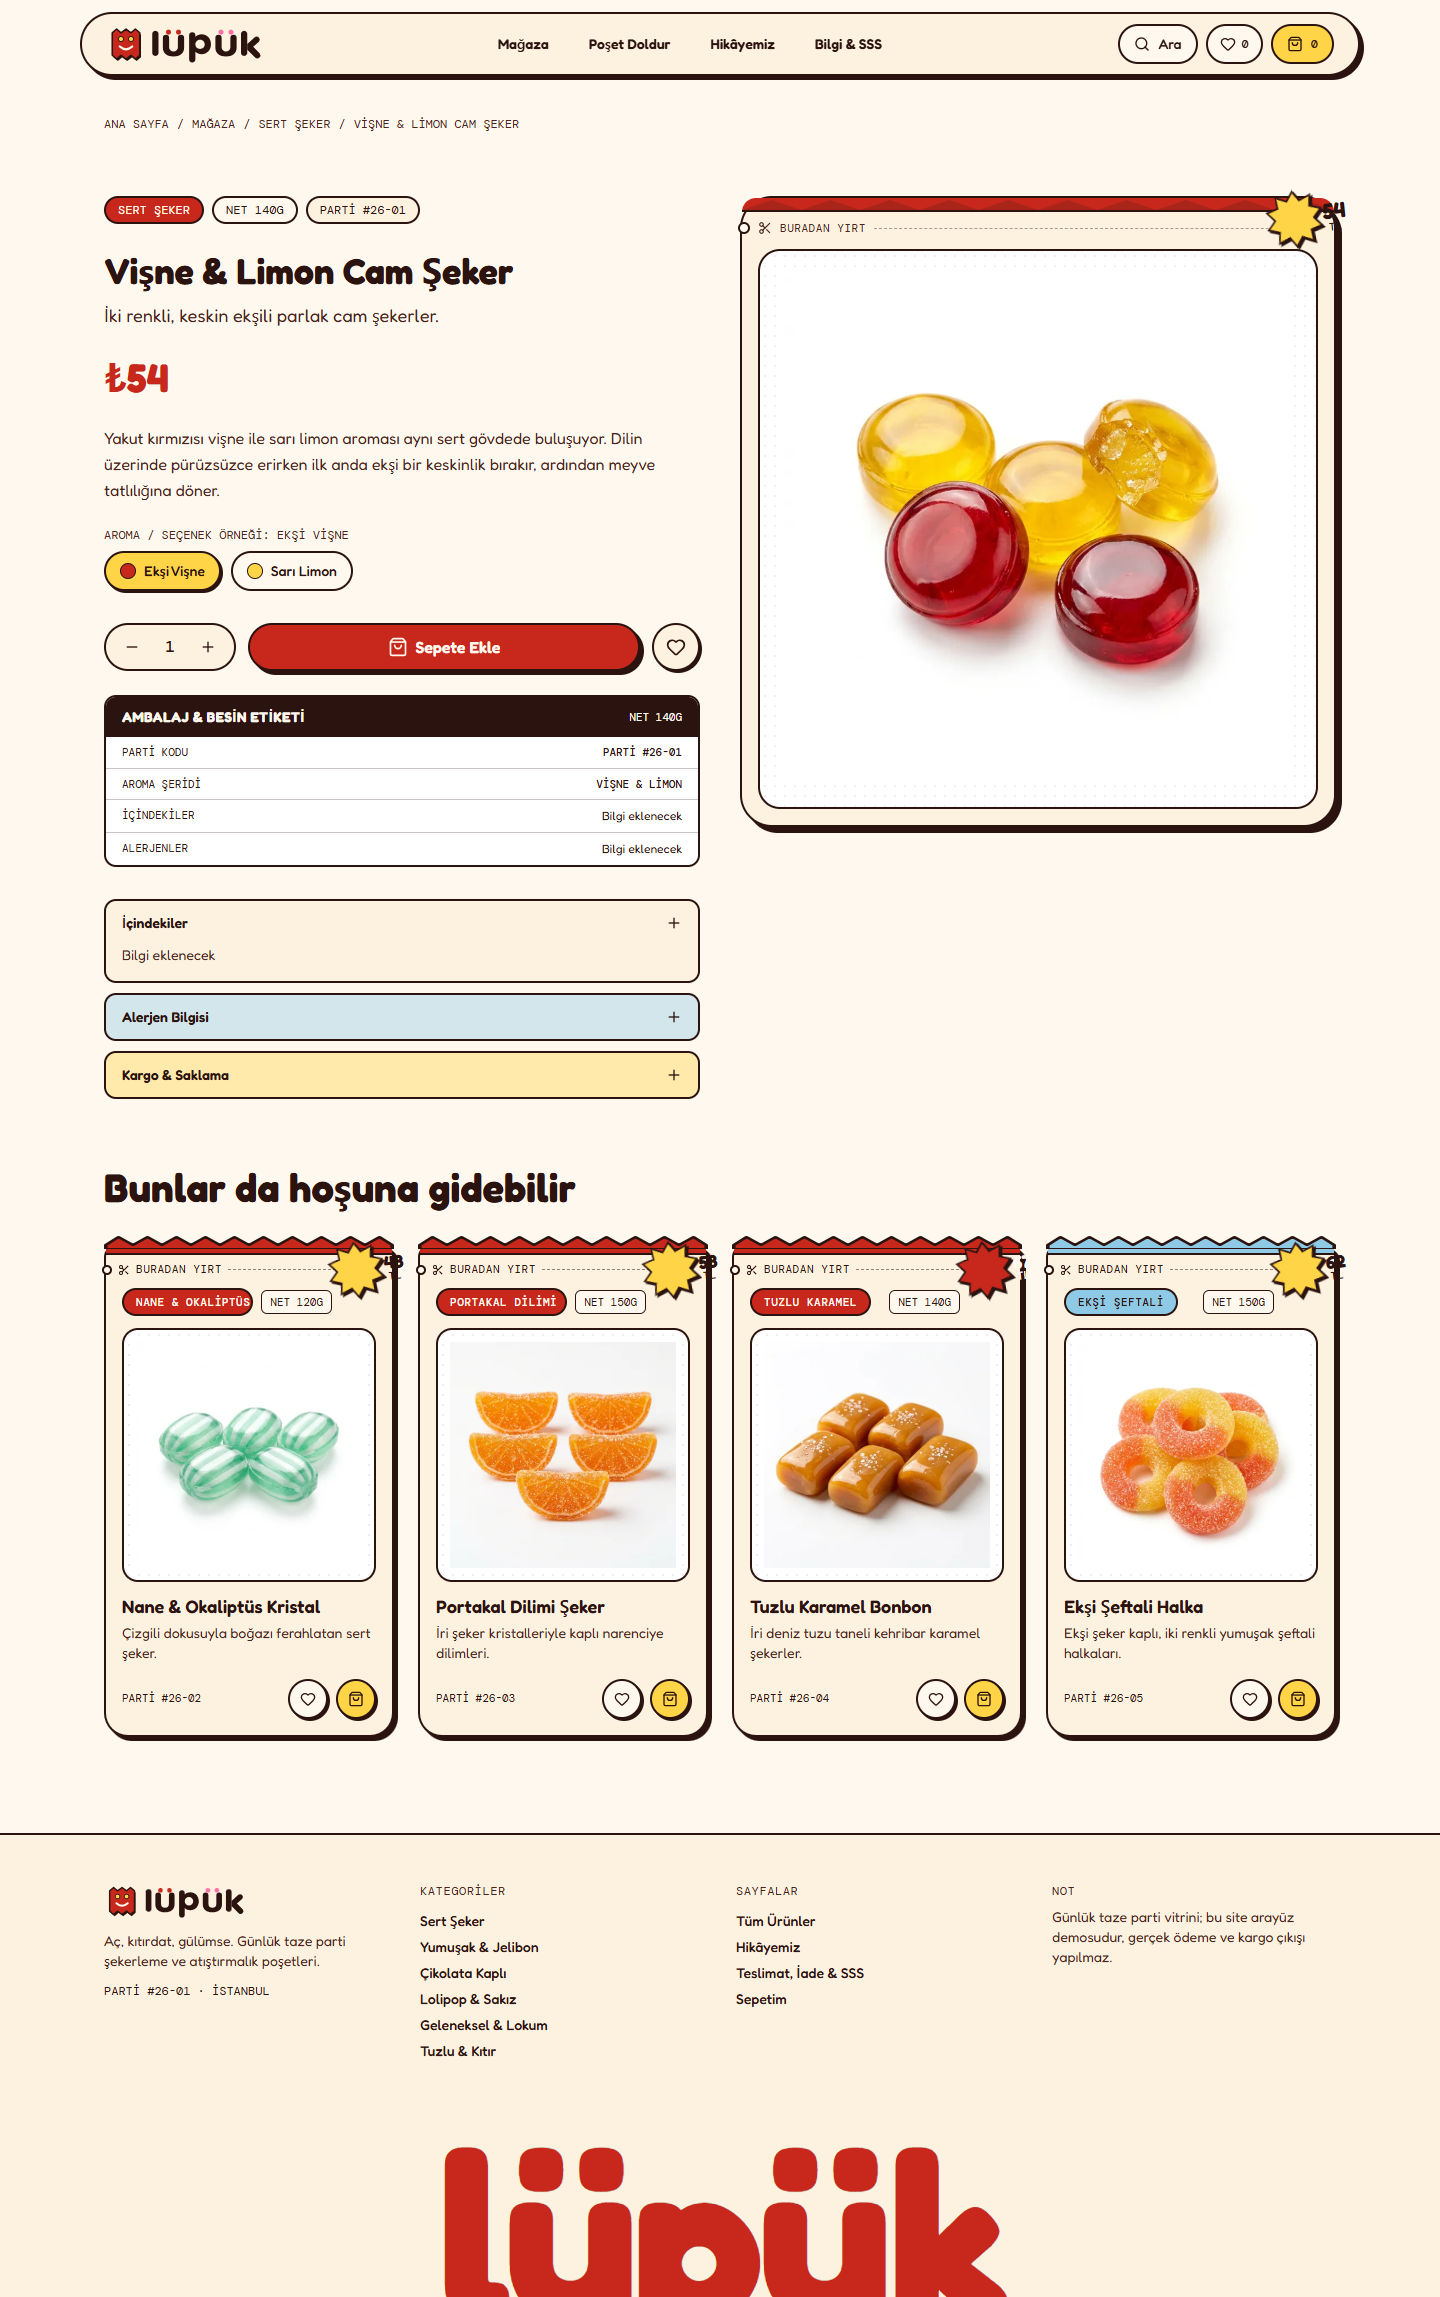 lüpük
Mağaza
Poşet Doldur
Hikâyemiz
Bilgi & SSS
Ara
0
0
ANA SAYFA / MAĞAZA / SERT ŞEKER / VİŞNE & LİMON CAM ŞEKER
SERT ŞEKER
NET 140G
PARTİ #26-01
Vişne & Limon Cam Şeker
İki renkli, keskin ekşili parlak cam şekerler.
₺54
Yakut kırmızısı vişne ile sarı limon aroması aynı sert gövdede buluşuyor. Dilin
üzerinde pürüzsüzce erirken ilk anda ekşi bir keskinlik bırakır, ardından meyve
tatlılığına döner.
AROMA / SEÇENEK ÖRNEĞİ: EKŞİ VİŞNE
Ekşi Vişne
Sarı Limon
1
Sepete Ekle
AMBALAJ & BESİN ETİKETİ
NET 140G
PARTİ KODU
PARTİ #26-01
AROMA ŞERİDİ
VİŞNE & LİMON
İÇİNDEKİLER
Bilgi eklenecek
ALERJENLER
Bilgi eklenecek
İçindekiler
Bilgi eklenecek
Alerjen Bilgisi
Kargo & Saklama
BURADAN YIRT
54
Bunlar da hoşuna gidebilir
BURADAN YIRT
48
NANE & OKALİPTÜS
NET 120G
Nane & Okaliptüs Kristal
Çizgili dokusuyla boğazı ferahlatan sert
şeker.
PARTİ #26-02
BURADAN YIRT
58
PORTAKAL DİLİMİ
NET 150G
Portakal Dilimi Şeker
İri şeker kristalleriyle kaplı narenciye
dilimleri.
PARTİ #26-03
BURADAN YIRT
TUZLU KARAMEL
NET 140G
Tuzlu Karamel Bonbon
İri deniz tuzu taneli kehribar karamel
şekerler.
PARTİ #26-04
BURADAN YIRT
62
EKŞİ ŞEFTALİ
NET 150G
Ekşi Şeftali Halka
Ekşi şeker kaplı, iki renkli yumuşak şeftali
halkaları.
PARTİ #26-05
lüpük
Aç, kıtırdat, gülümse. Günlük taze parti
şekerleme ve atıştırmalık poşetleri.
PARTİ #26-01 · İSTANBUL
KATEGORİLER
Sert Şeker
Yumuşak & Jelibon
Çikolata Kaplı
Lolipop & Sakız
Geleneksel & Lokum
Tuzlu & Kıtır
SAYFALAR
Tüm Ürünler
Hikâyemiz
Teslimat, İade & SSS
Sepetim
NOT
Günlük taze parti vitrini; bu site arayüz
demosudur, gerçek ödeme ve kargo çıkışı
yapılmaz.
lüpük